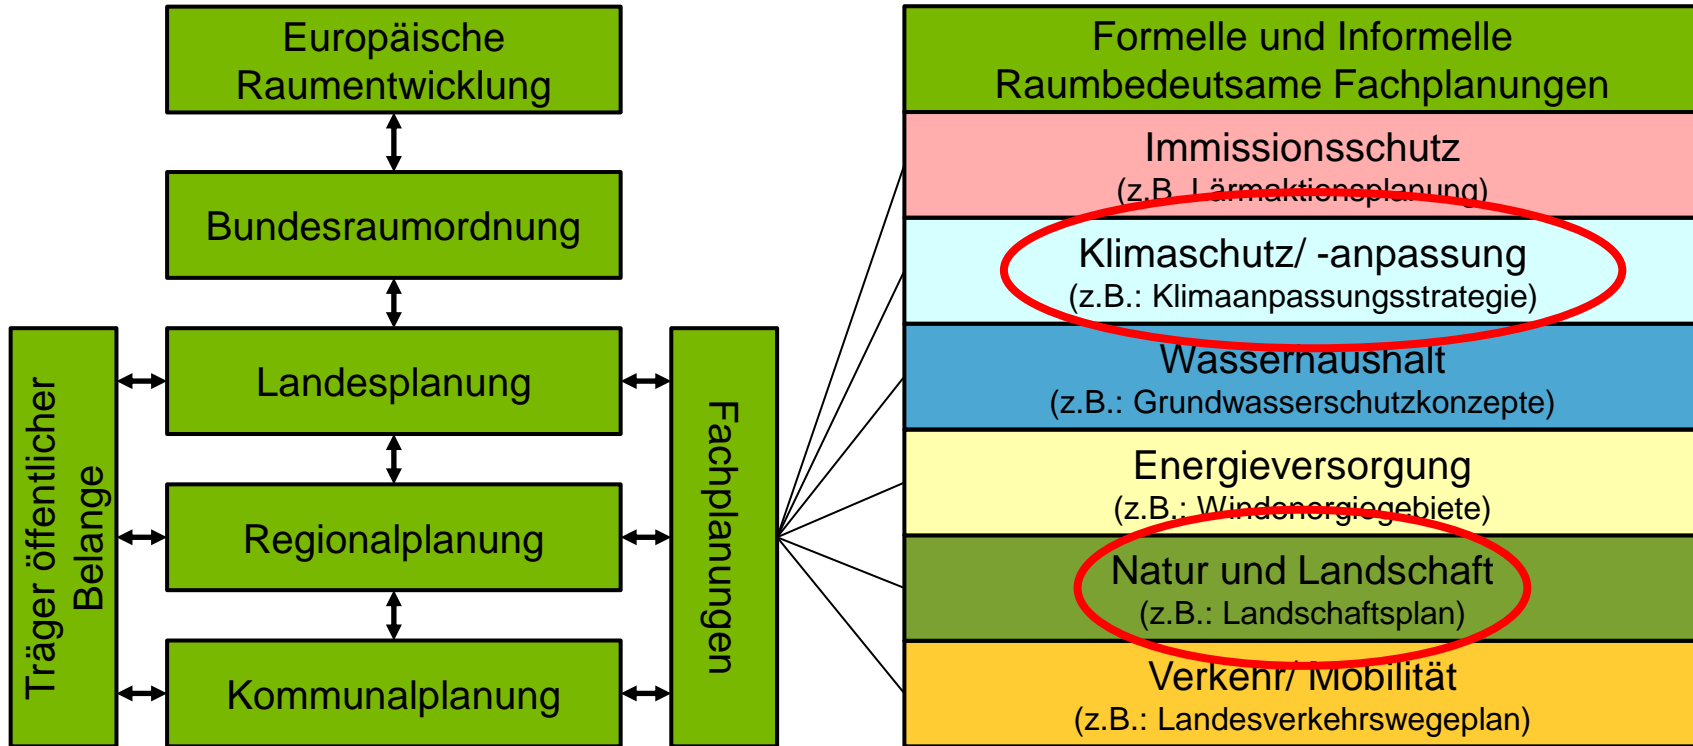 Europäische
Raumentwicklung
Bundesraumordnung
Landesplanung
Regionalplanung
Kommunalplanung
Träger öffentlicher
Belange
Fachplanungen
Formelle und Informelle
Raumbedeutsame Fachplanungen
Immissionsschutz
(z.B. Lärmaktionsplanung)
Klimaschutz/ -anpassung
(z.B.: Klimaanpassungsstrategie)
Wasserhaushalt
(z.B.: Grundwasserschutzkonzepte)
Energieversorgung
(z.B.: Windenergiegebiete)
Natur und Landschaft
(z.B.: Landschaftsplan)
Verkehr/ Mobilität
(z.B.: Landesverkehrswegeplan)